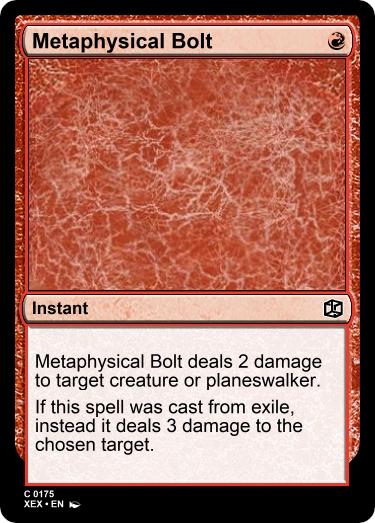 Metaphysical Bolt
Instant
Metaphysical Bolt deals 2 damage
to target creature or planeswalker.
If this spell was cast from exile,
instead it deals 3 damage to the
chosen target.
C 0175
XEX • EN